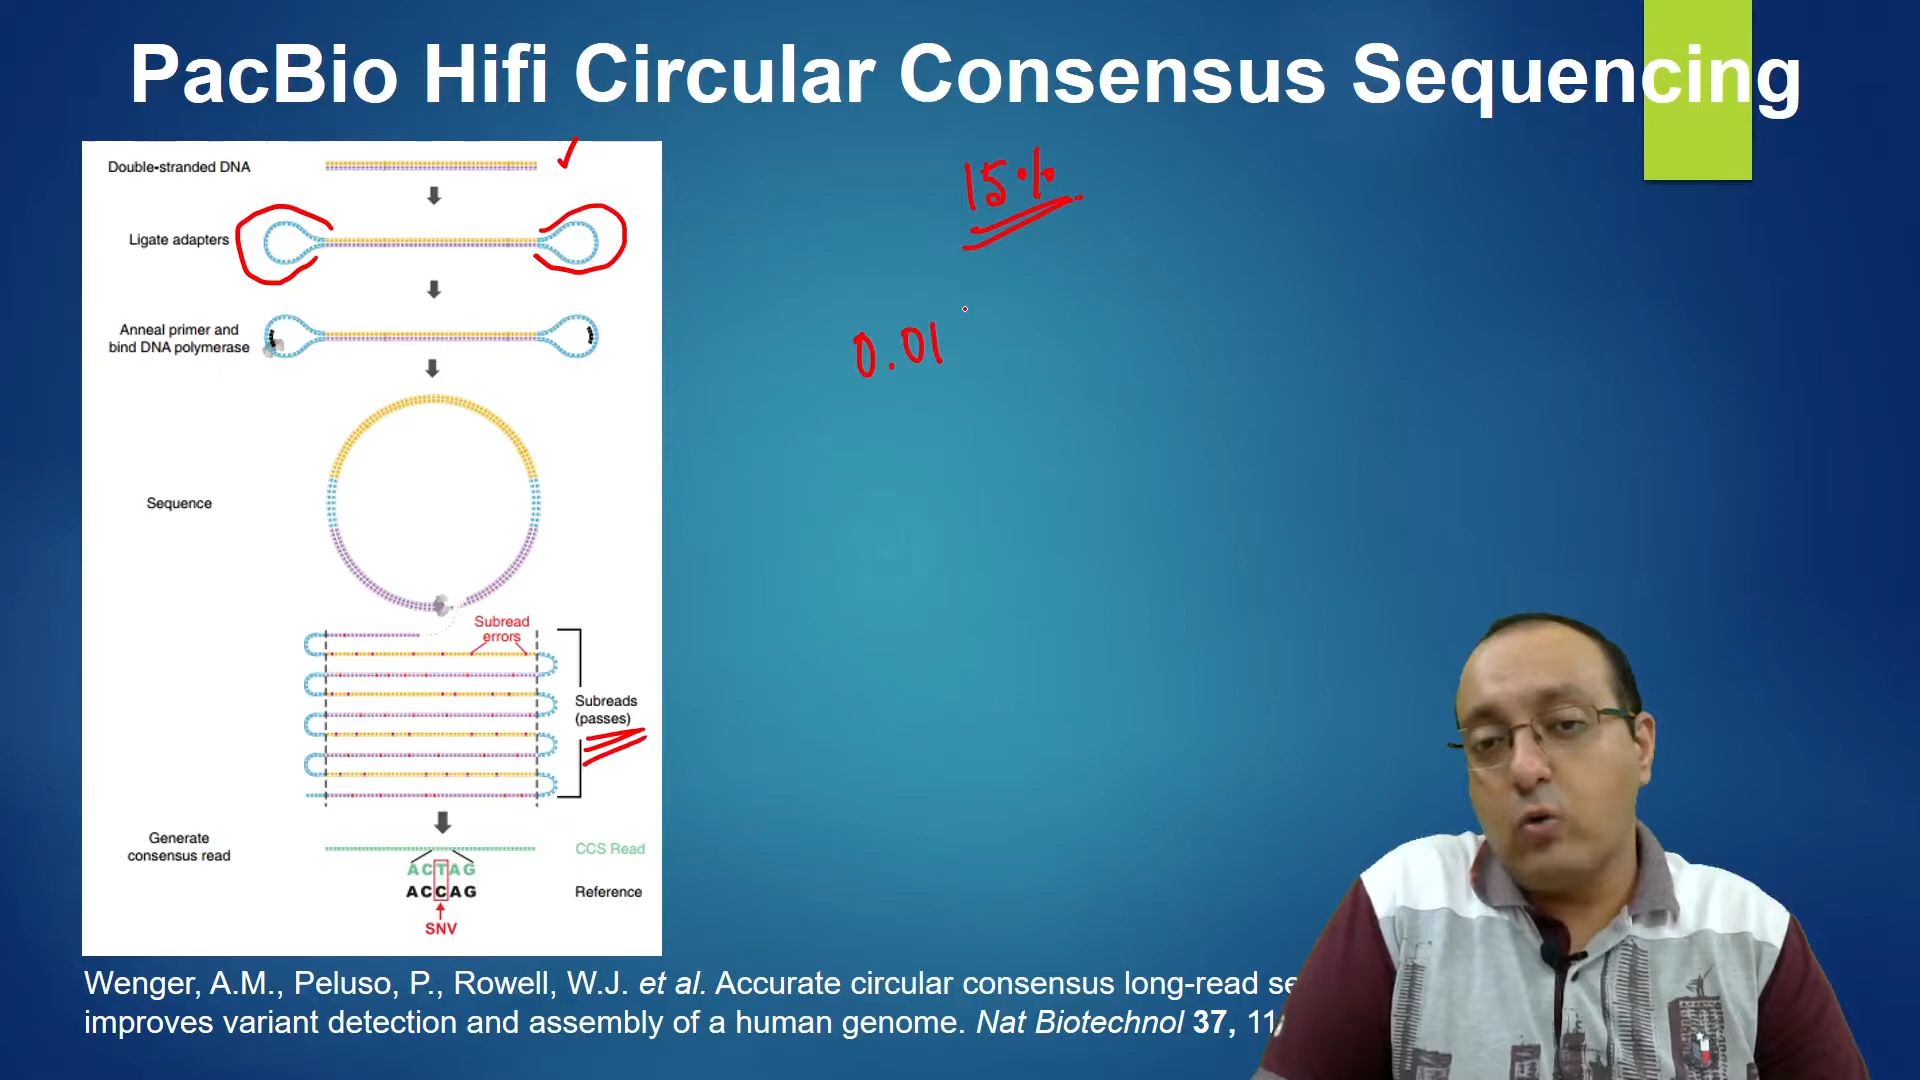 PacBio Hifi Circular Consensus Sequencing
Double-stranded DNA
Ligate adapters
Anneal primer and
bind DNA polymerase
Sequence
Subread
errors
Subreads
(passes)
Generate
consensus read
CCS Read
ACTAG
ACCAG
Reference
SNV
15%
0.01
Wenger, A.M., Peluso, P., Rowell, W.J. et al. Accurate circular consensus long-read
improves variant detection and assembly of a human genome. Nat Biotechnol 37,